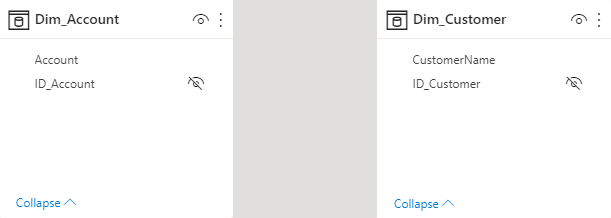 Dim_Account
Account
ID_Account
Collapse
Dim_Customer
CustomerName
ID_Customer
Collapse